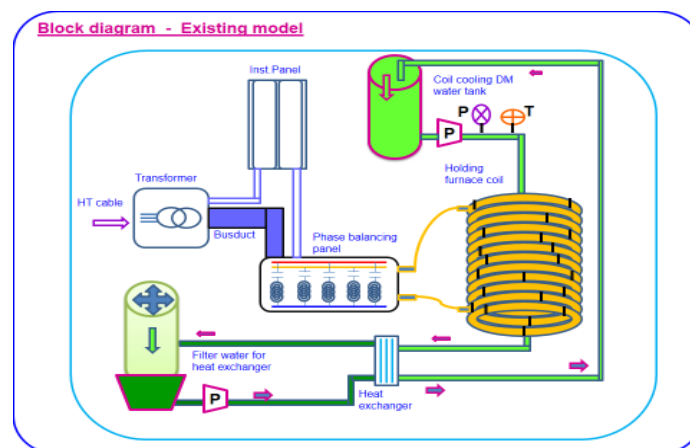 Block diagram - Existing model
Inst Panel
Coil cooling DM
water tank
P
T
P
Transformer
Holding
furnace coil
HT cable
Busduct
Phase balancing
panel
Filter water for
heat exchanger
P
Heat
exchanger